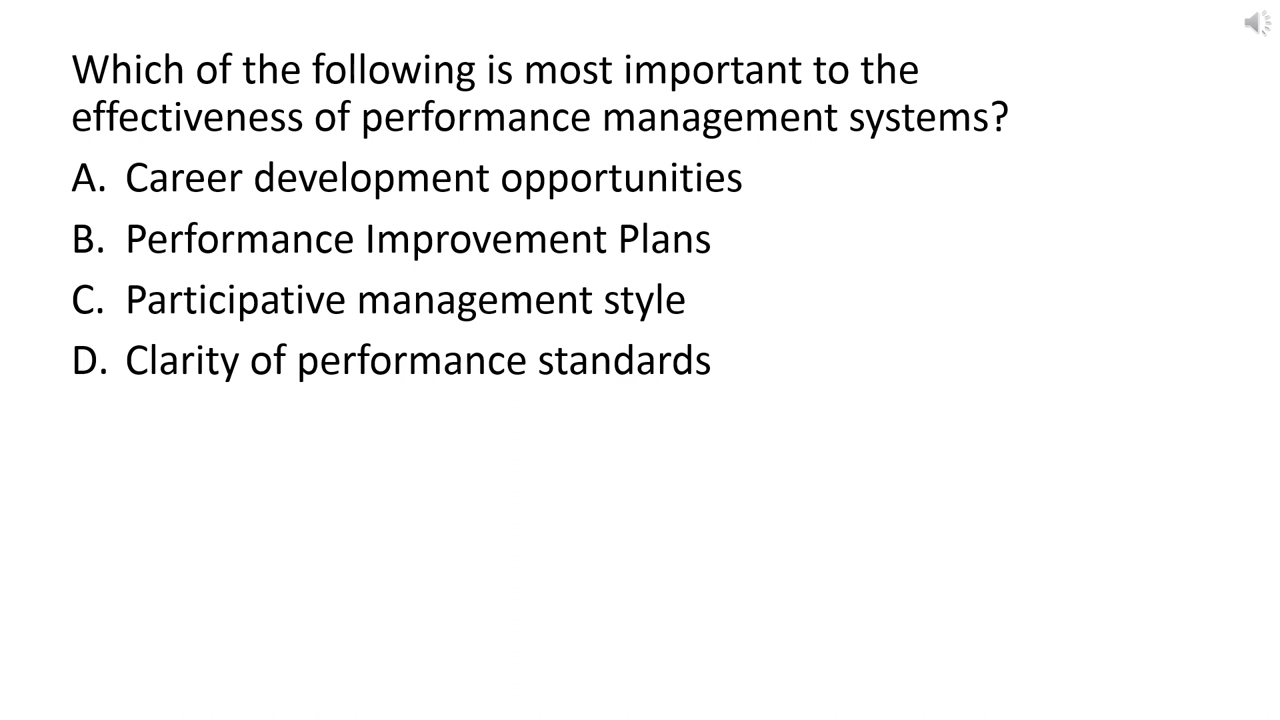 Which of the following is most important to the
effectiveness of performance management systems?
A. Career development opportunities
B. Performance Improvement Plans
C. Participative management style
D. Clarity of performance standards